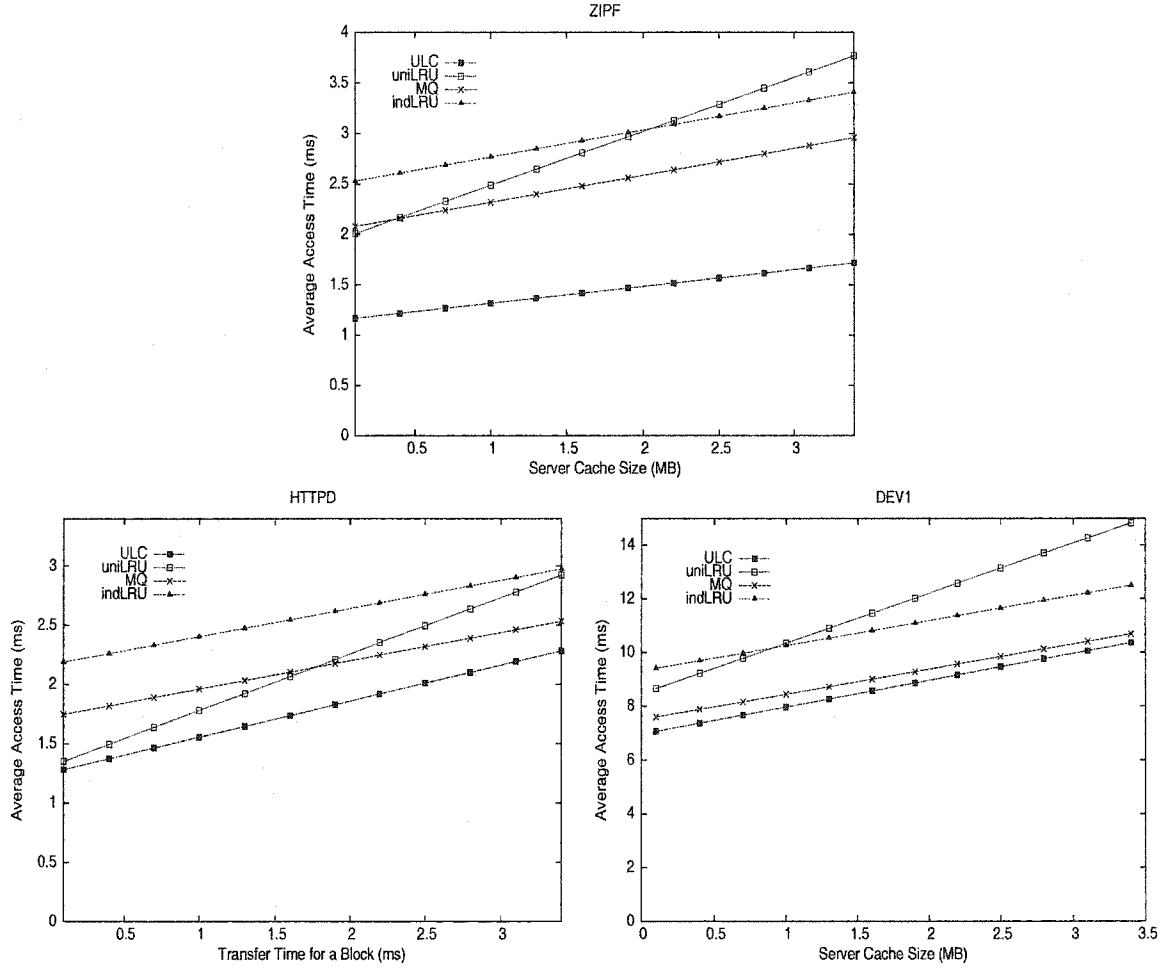 ZIPF
4
3.5
3
2.5
2
1.5
1
0.5
0
ULC
uniLRU
MQ
indLRU
Average Access Time (ms)
0.5 1 1.5 2 2.5 3
Server Cache Size (MB)
HTTPD
3
2.5
2
1.5
1
0.5
0
ULC
uniLRU
MQ
indLRU
Average Access Time (ms)
0.5 1 1.5 2 2.5 3
Transfer Time for a Block (ms)
DEV1
14
12
10
8
6
4
2
0
ULC
uniLRU
MQ
indLRU
Average Access Time (ms)
0 0.5 1 1.5 2 2.5 3 3.5
Server Cache Size (MB)